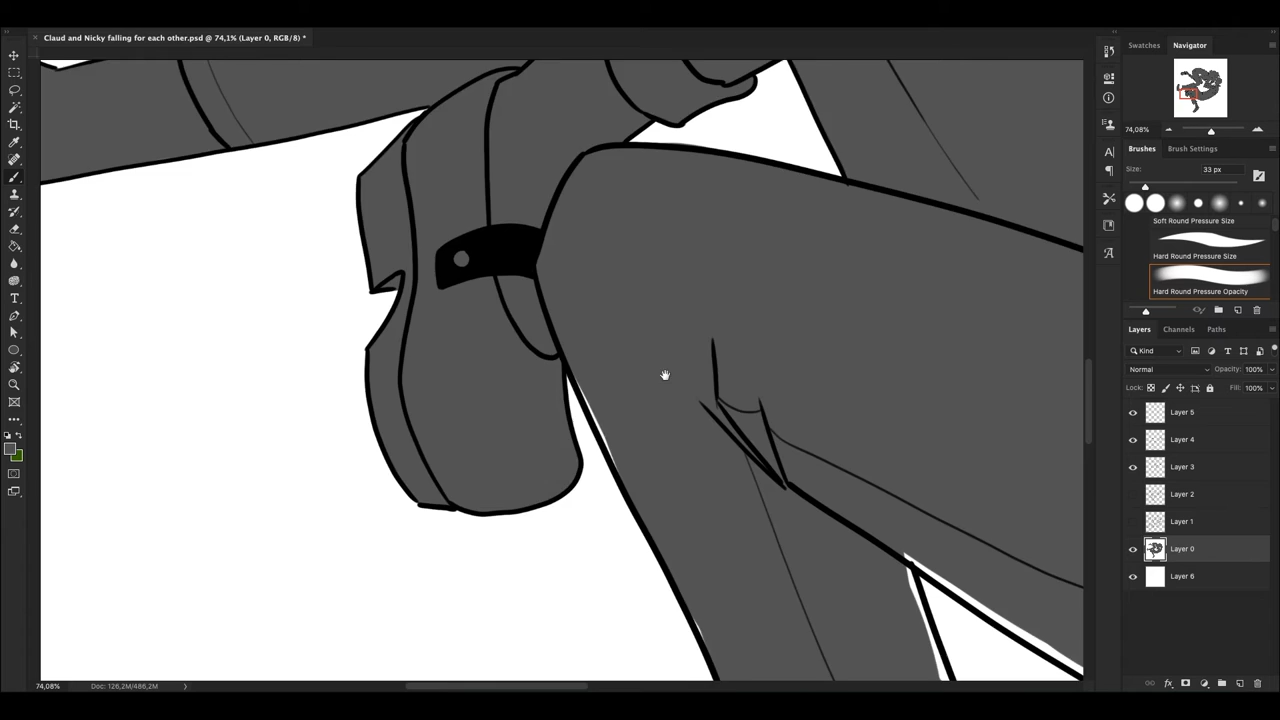 Claud and Nicky falling for each other.psd @ 74,1% (Layer 0, RGB/8) *
Swatches
Navigator
74,08%
Brushes
Brush Settings
Size:
33 px
Soft Round Pressure Size
Hard Round Pressure Size
Hard Round Pressure Opacity
Layers
Channels
Paths
Kind
Normal
Opacity: 100%
Lock:
Fill: 100%
Layer 5
Layer 4
Layer 3
Layer 2
Layer 1
Layer 0
Layer 6
74,08%
Doc: 126,2M/486,2M